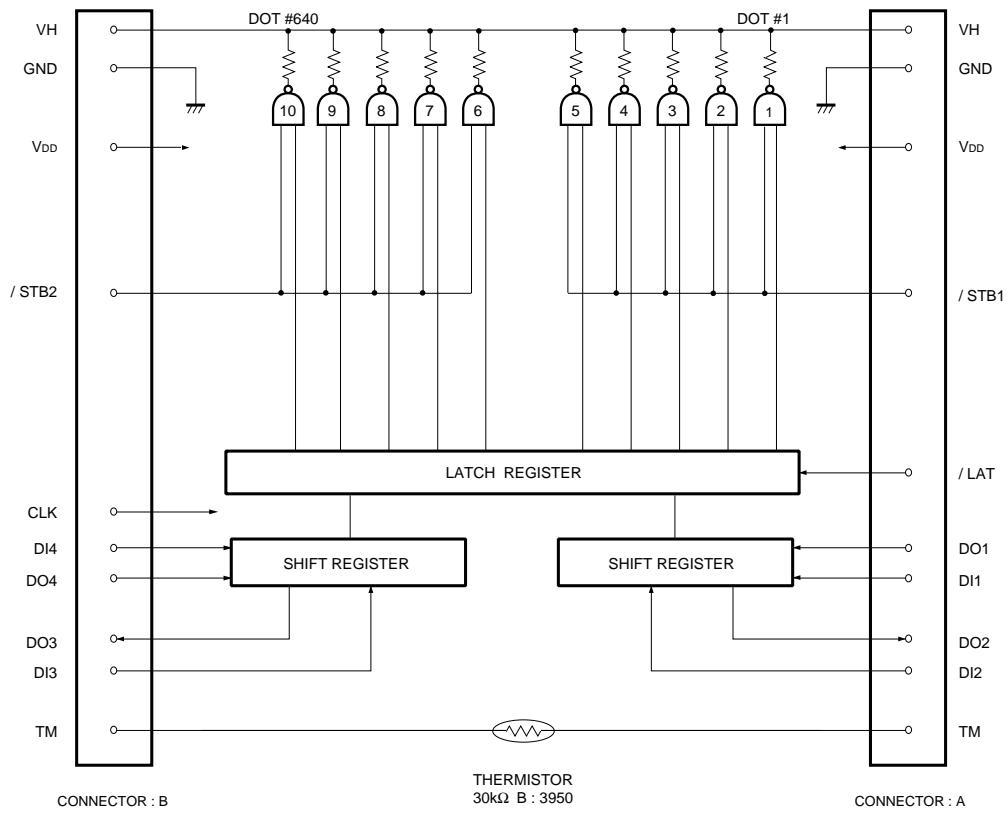 DOT #640
DOT #1
VH
VH
GND
GND
10
9
8
7
6
5
4
3
2
1
VDD
VDD
/ STB2
/ STB1
LATCH REGISTER
/ LAT
CLK
DI4
SHIFT REGISTER
SHIFT REGISTER
DO1
DO4
DI1
DO3
DO2
DI3
DI2
TM
TM
THERMISTOR
30kΩ B : 3950
CONNECTOR : B
CONNECTOR : A